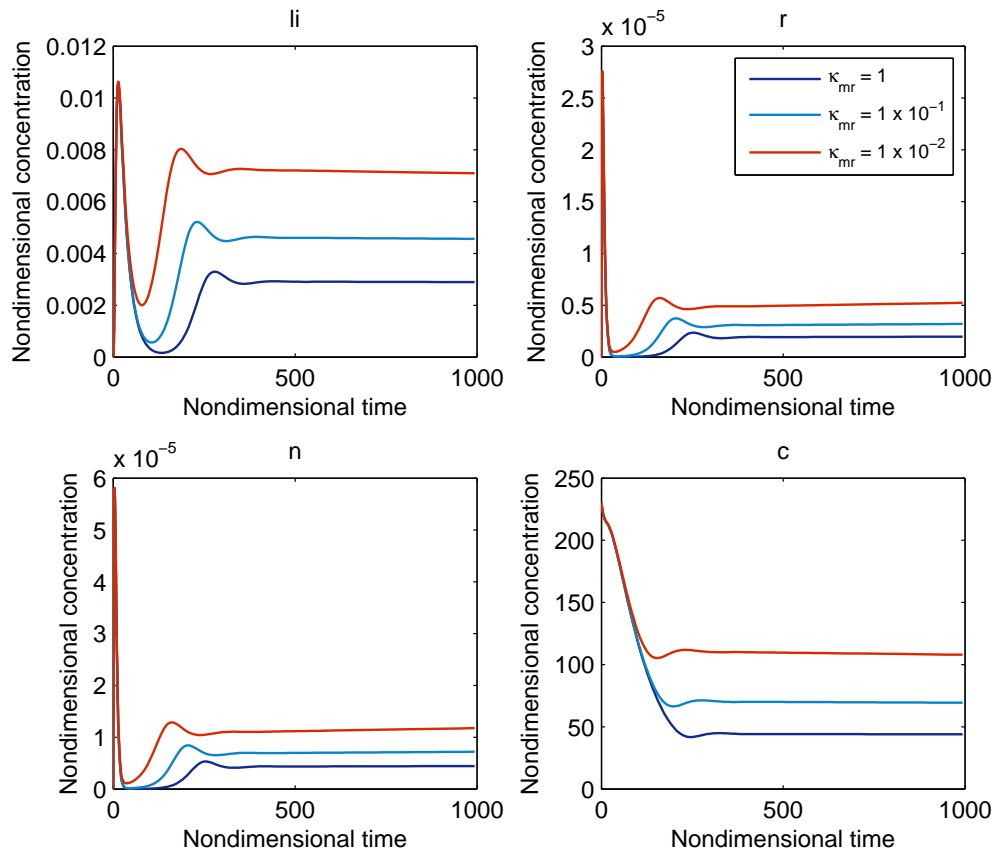 li
Nondimensional concentration
0.012
0.01
0.008
0.006
0.004
0.002
0
0
500
1000
Nondimensional time
r
x 10⁻⁵
Nondimensional concentration
3
2.5
2
1.5
1
0.5
0
0
500
1000
Nondimensional time
κmr = 1
κmr = 1 x 10⁻¹
κmr = 1 x 10⁻²
n
x 10⁻⁵
Nondimensional concentration
6
5
4
3
2
1
0
0
500
1000
Nondimensional time
c
Nondimensional concentration
250
200
150
100
50
0
0
500
1000
Nondimensional time